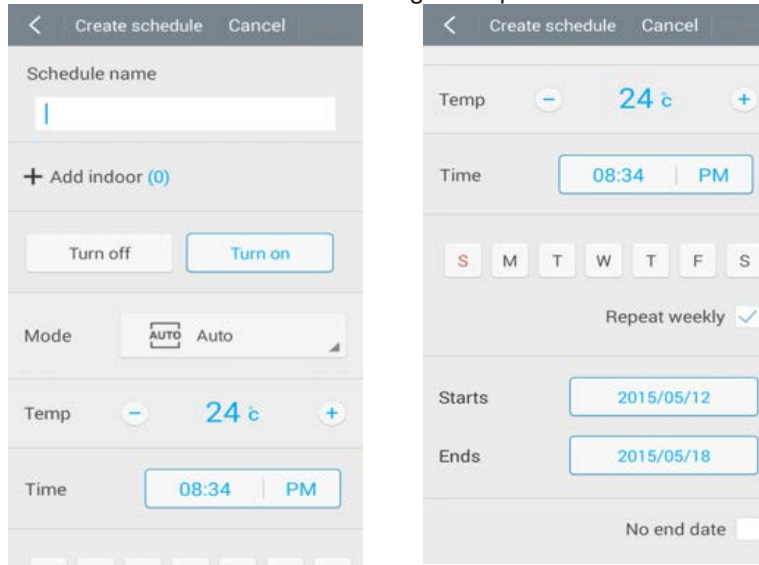 Create schedule Cancel
Schedule name
+ Add indoor (0)
Turn off Turn on
Mode AUTO Auto
Temp - 24 °c +
Time 08:34 PM
Create schedule Cancel
Temp - 24 °c +
Time 08:34 PM
S M T W T F S
Repeat weekly
Starts 2015/05/12
Ends 2015/05/18
No end date